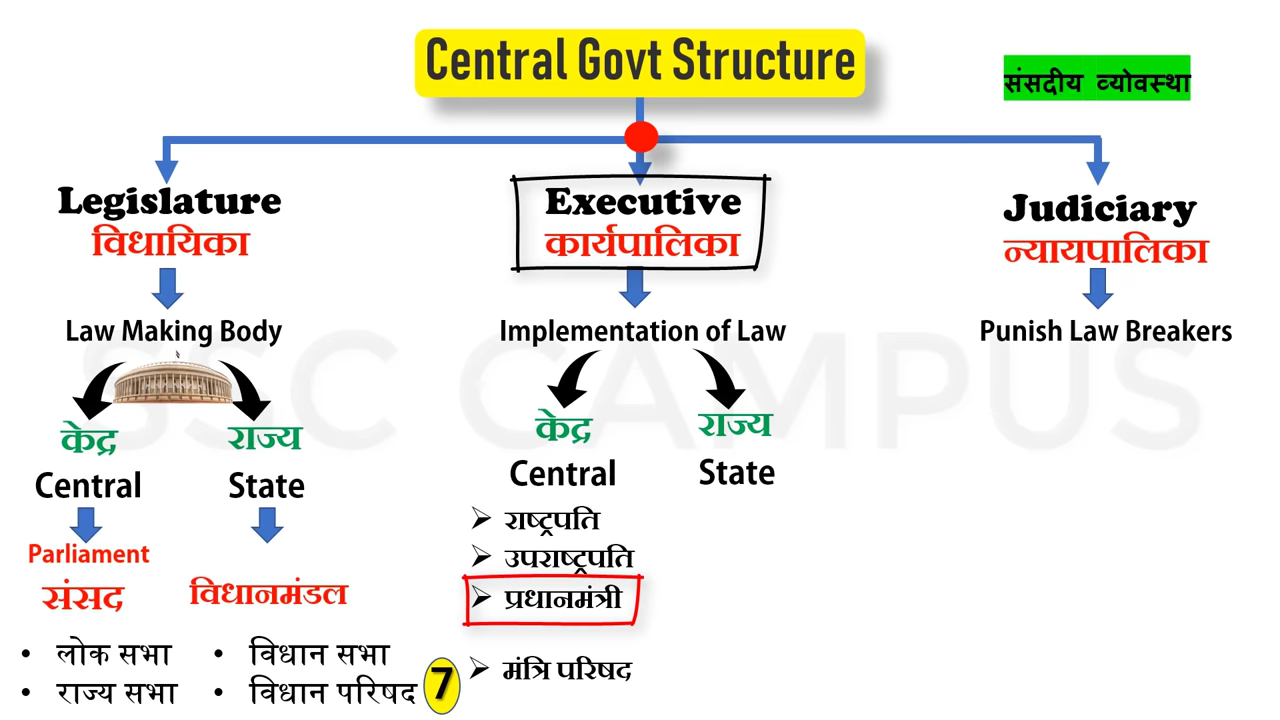 Central Govt Structure
संसदीय व्योवस्था
Legislature
विधायिका
Executive
कार्यपालिका
Judiciary
न्यायपालिका
Law Making Body
Implementation of Law
Punish Law Breakers
SSC CAMPUS
केद्र
राज्य
Central
State
केद्र
राज्य
Central
State
Parliament
संसद
विधानमंडल
• लोक सभा
• राज्य सभा
• विधान सभा
• विधान परिषद
7
➢ राष्ट्रपति
➢ उपराष्ट्रपति
➢ प्रधानमंत्री
➢ मंत्रि परिषद